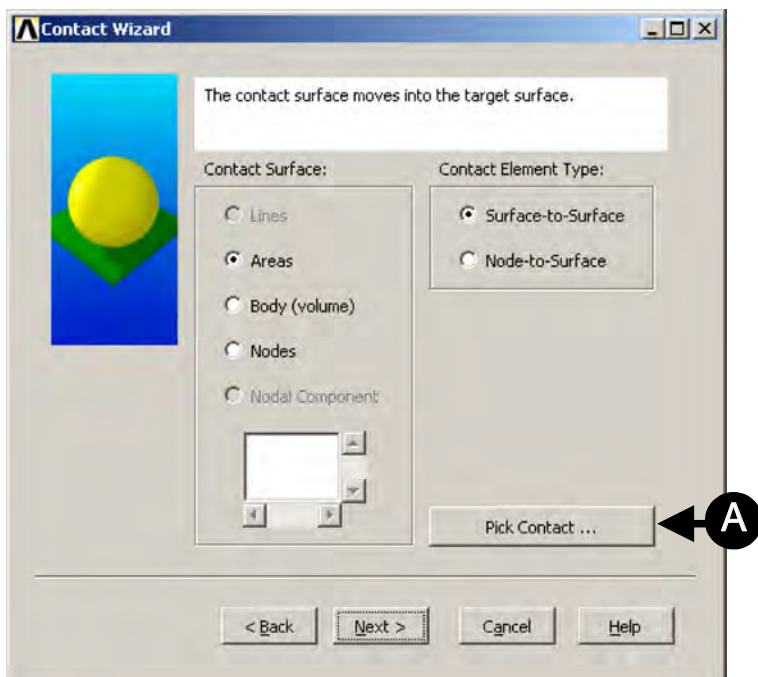 Contact Wizard
The contact surface moves into the target surface.
Contact Surface:
Contact Element Type:
Lines
Surface-to-Surface
Areas
Node-to-Surface
Body (volume)
Nodes
Nodal Component
Pick Contact ...
A
< Back
Next >
Cancel
Help